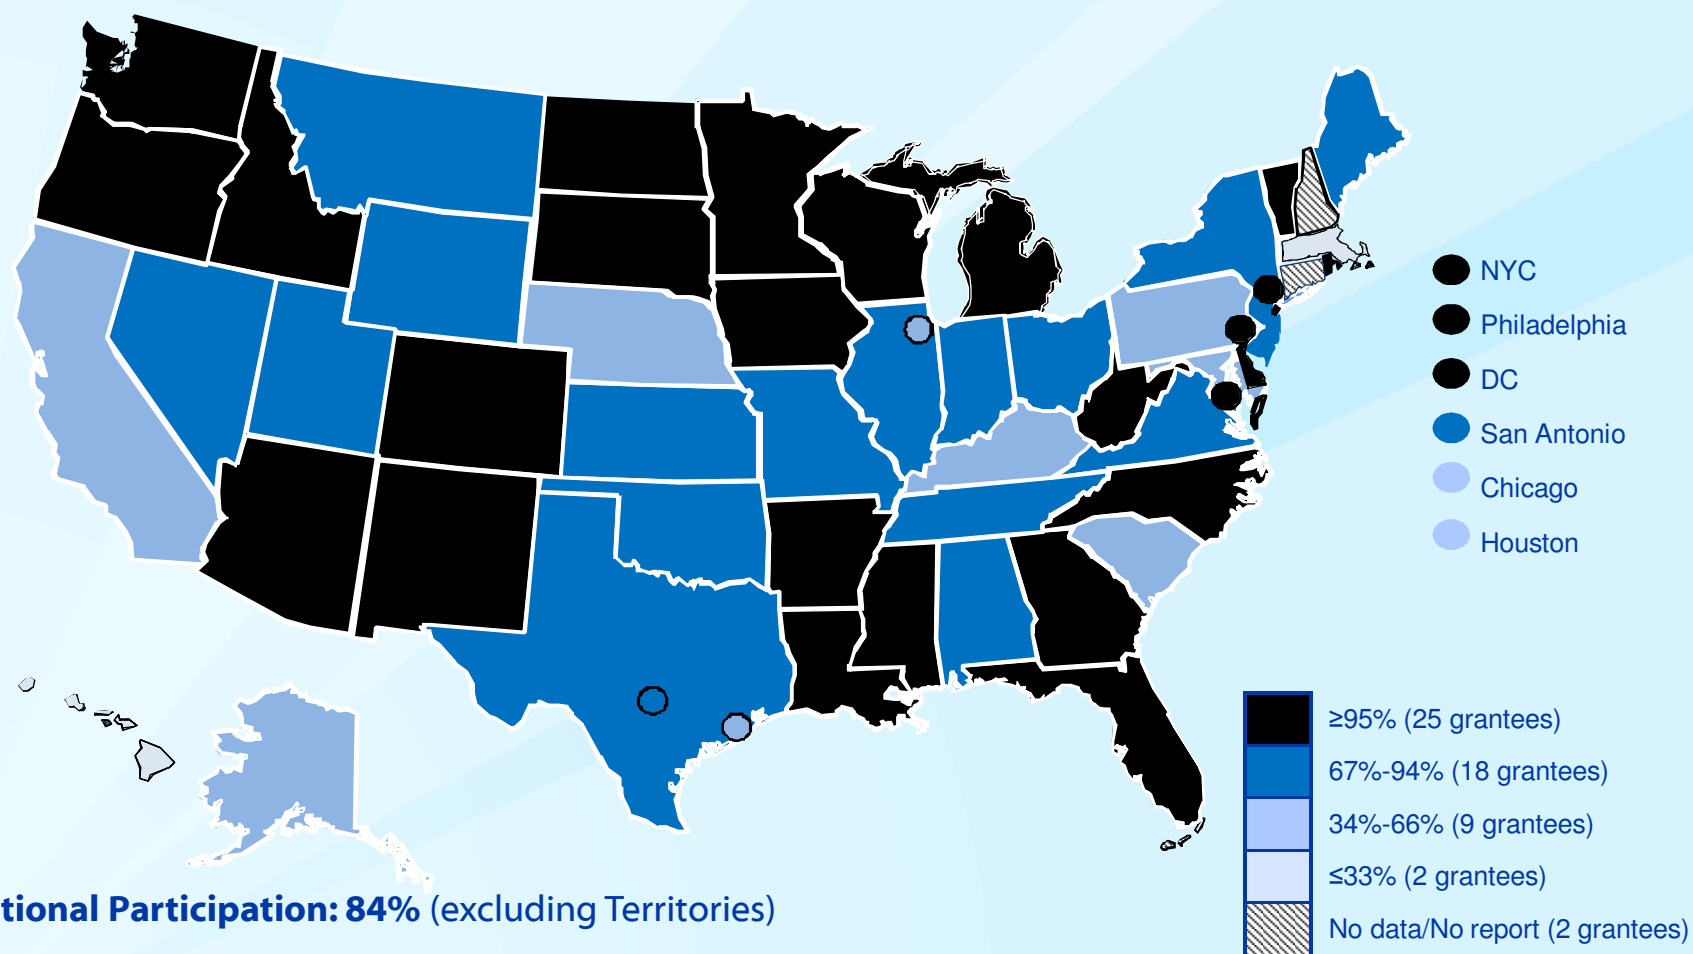 NYC
Philadelphia
DC
San Antonio
Chicago
Houston
≥95% (25 grantees)
67%-94% (18 grantees)
34%-66% (9 grantees)
≤33% (2 grantees)
No data/No report (2 grantees)
tional Participation: 84% (excluding Territories)